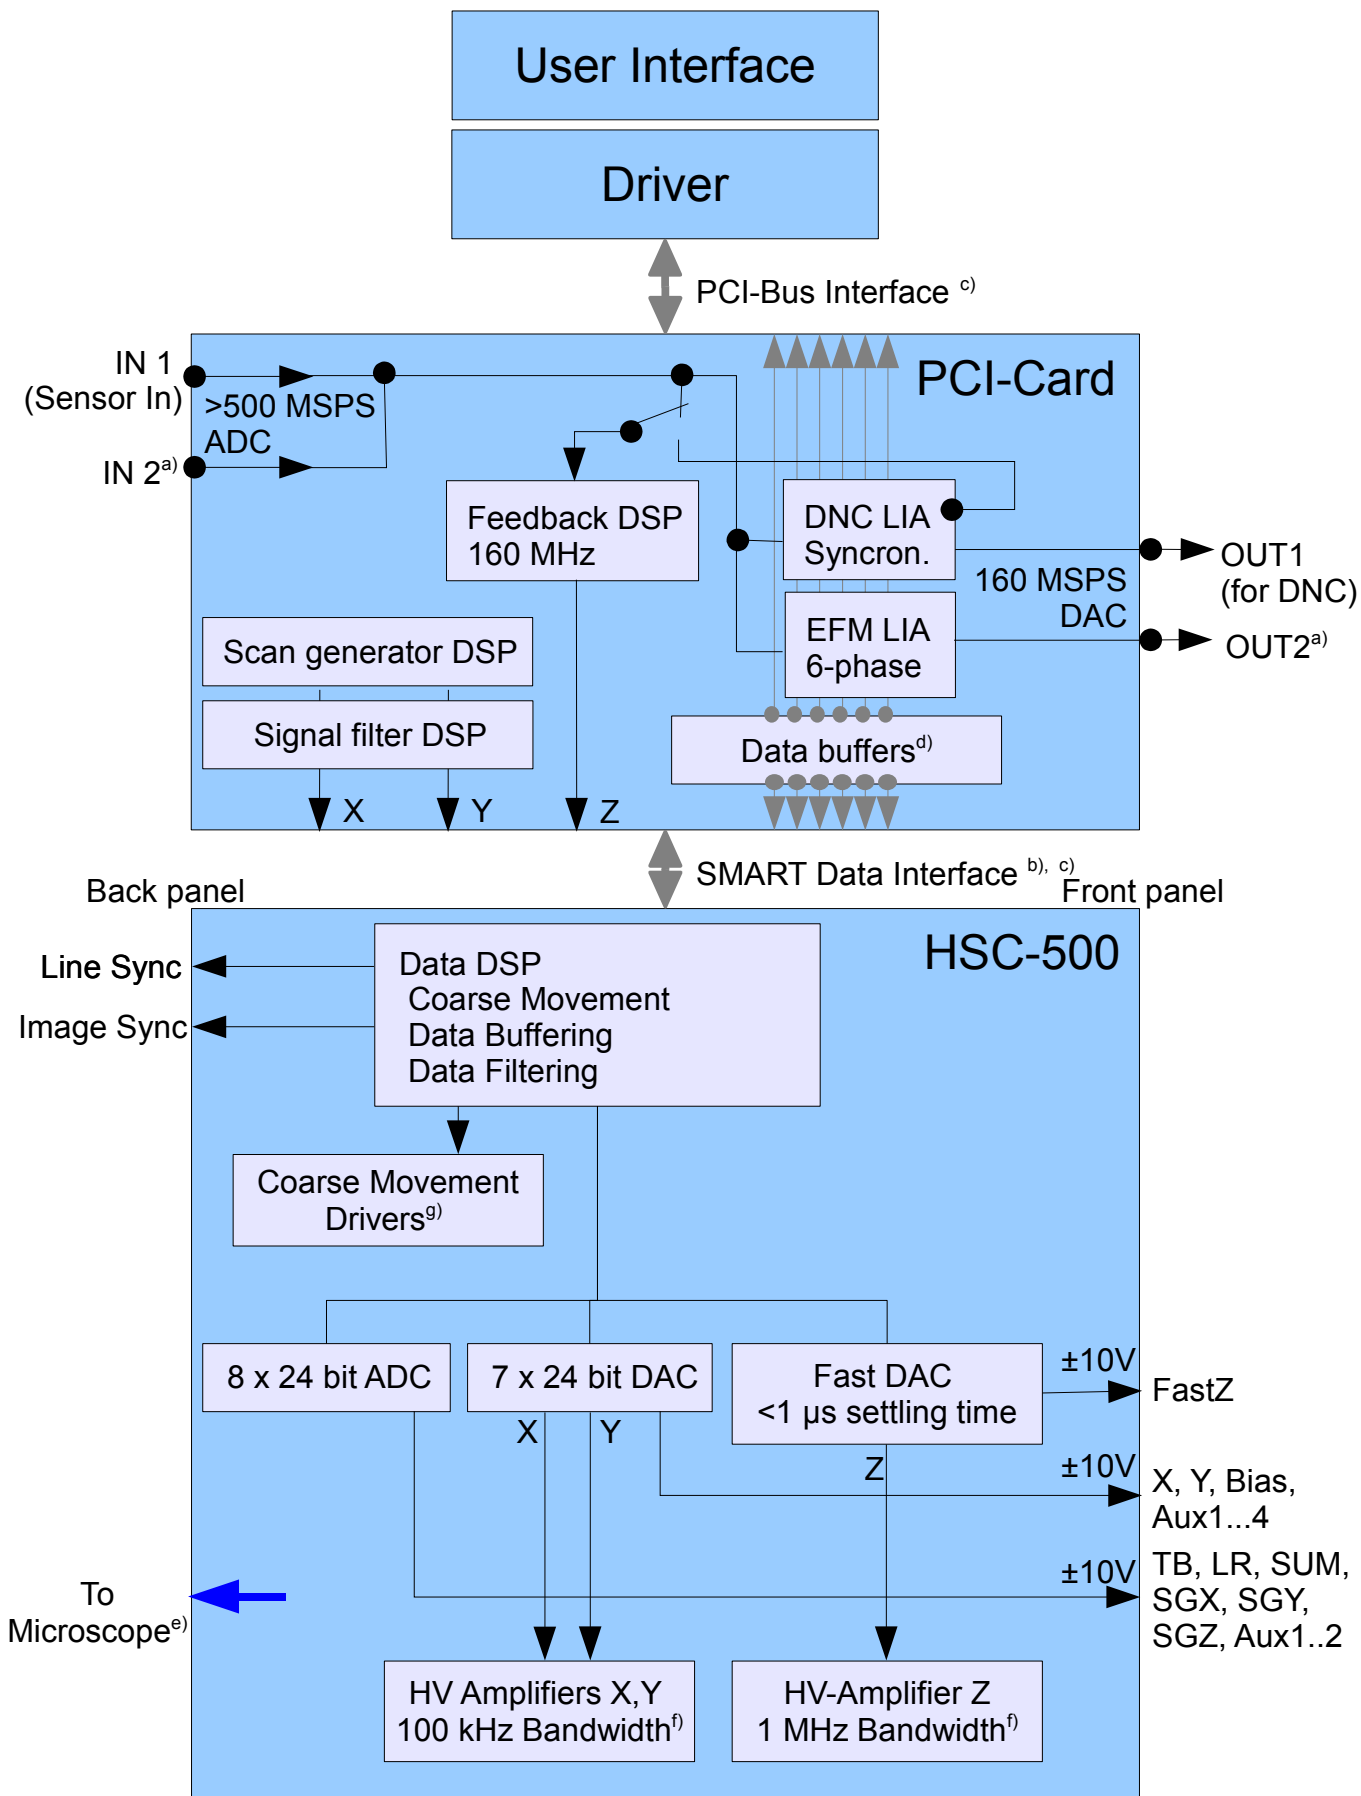 User Interface
Driver
PCI-Bus Interface c)
IN 1
(Sensor In)
>500 MSPS
ADC
IN 2a)
PCI-Card
Feedback DSP
160 MHz
DNC LIA
Syncron.
OUT1
(for DNC)
160 MSPS
DAC
EFM LIA
6-phase
OUT2a)
Scan generator DSP
Signal filter DSP
Data buffersd)
X
Y
Z
SMART Data Interface b), c)
Back panel
Front panel
HSC-500
Line Sync
Image Sync
Data DSP
Coarse Movement
Data Buffering
Data Filtering
Coarse Movement
Driversg)
8 x 24 bit ADC
7 x 24 bit DAC
Fast DAC
<1 µs settling time
±10V
FastZ
X
Y
Z
±10V
X, Y, Bias,
Aux1...4
±10V
TB, LR, SUM,
SGX, SGY,
SGZ, Aux1..2
To
Microscopee)
HV Amplifiers X,Y
100 kHz Bandwidthf)
HV-Amplifier Z
1 MHz Bandwidthf)